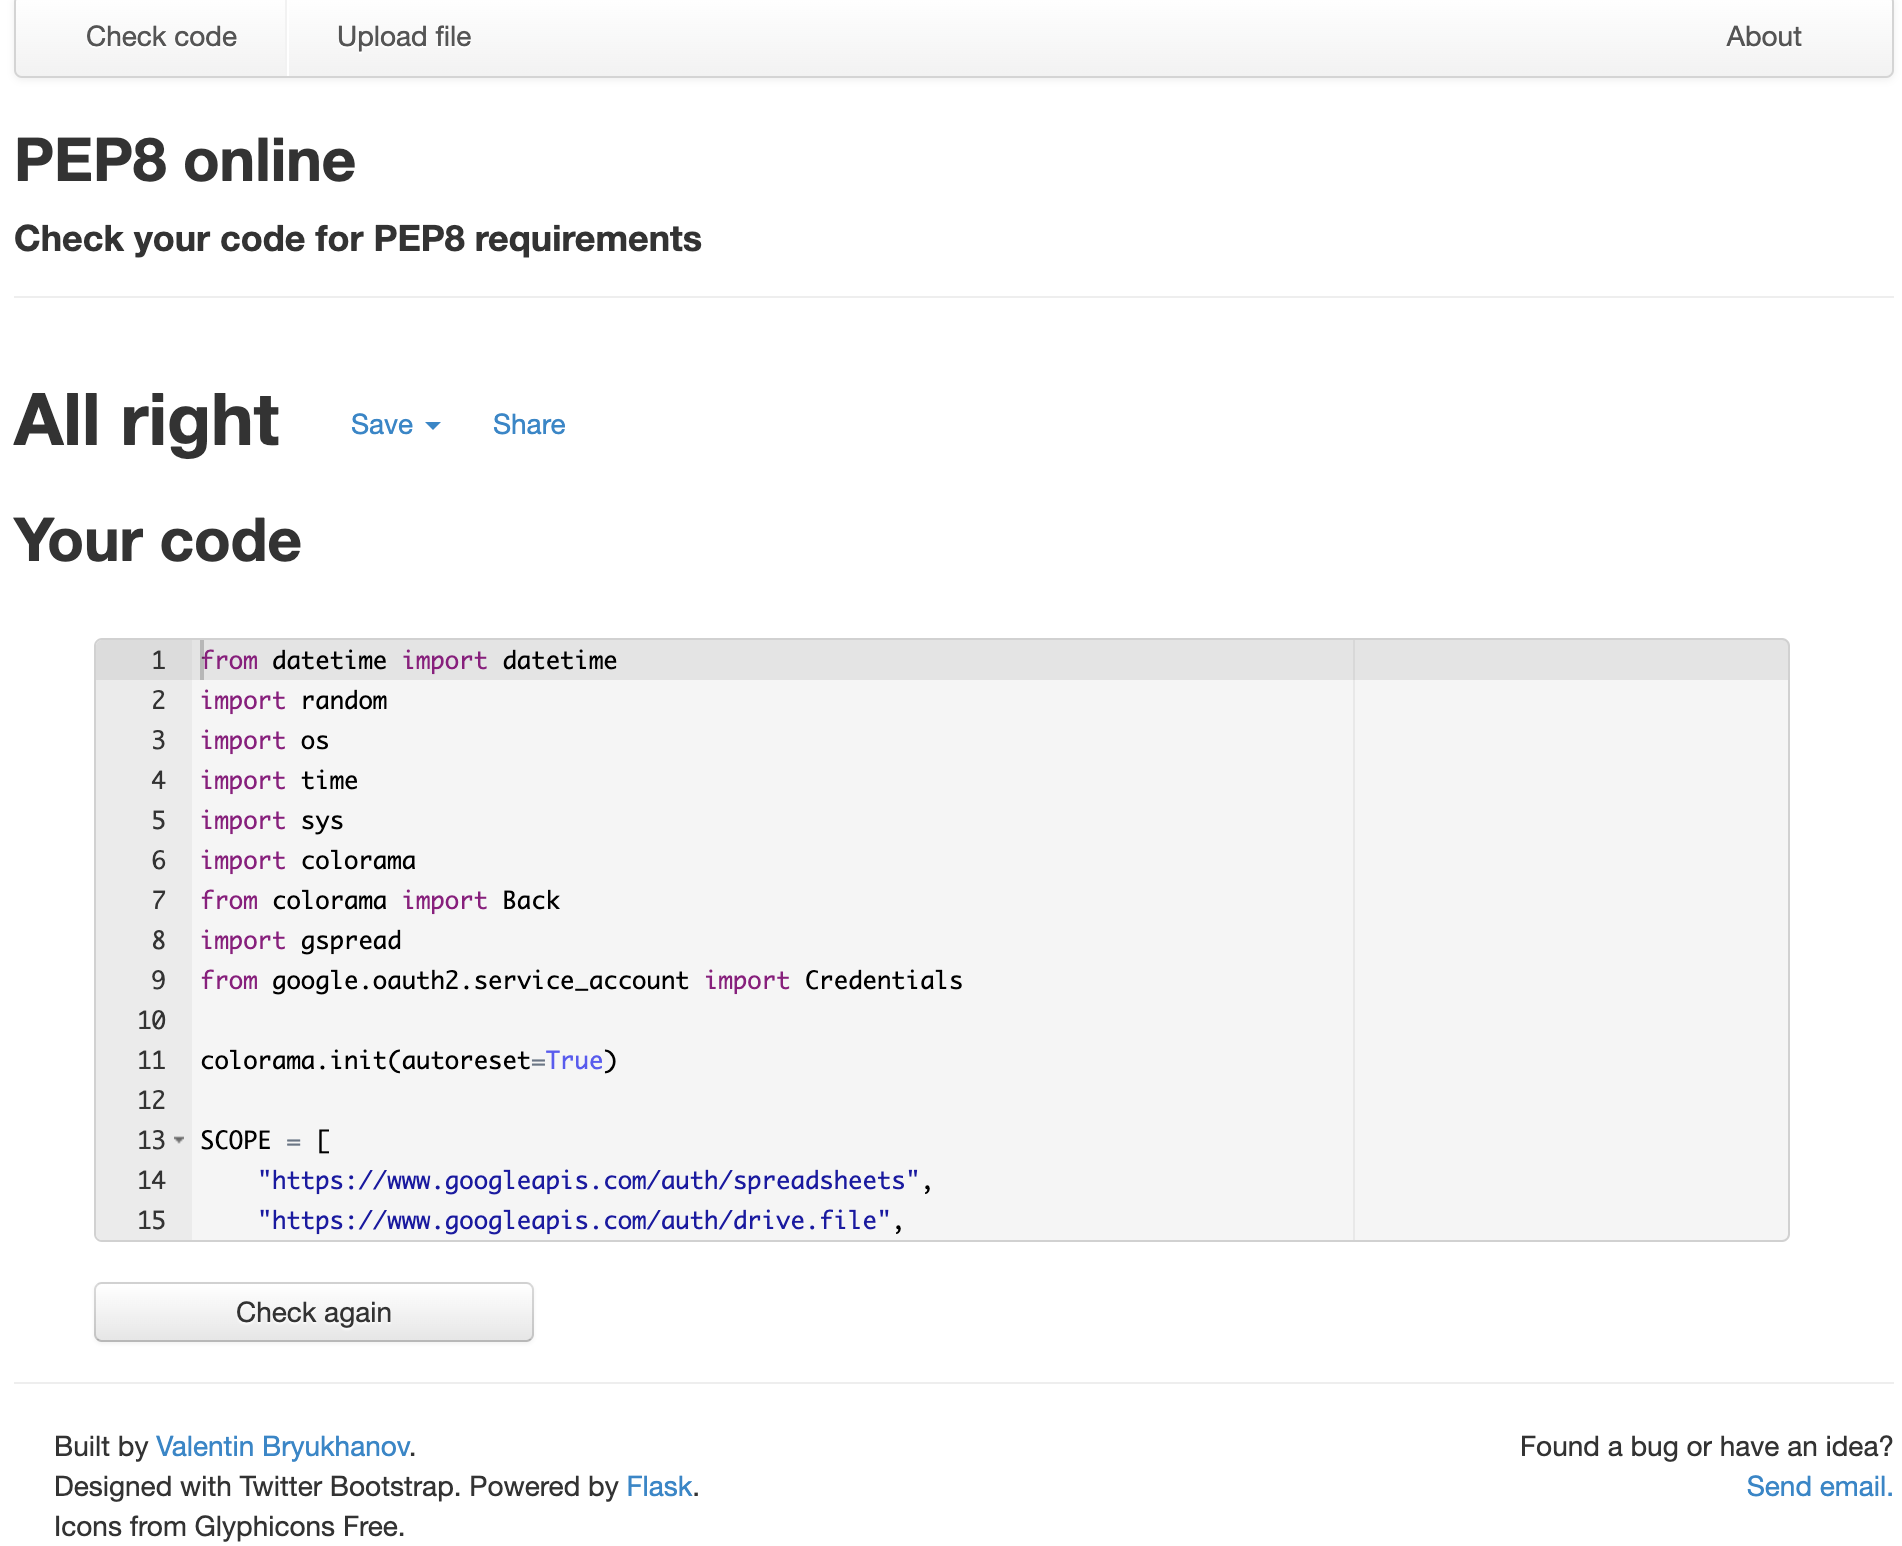 Check code Upload file About
PEP8 online
Check your code for PEP8 requirements
All right Save Share
Your code
1 from datetime import datetime
2 import random
3 import os
4 import time
5 import sys
6 import colorama
7 from colorama import Back
8 import gspread
9 from google.oauth2.service_account import Credentials
10
11 colorama.init(autoreset=True)
12
13 SCOPE = [
14     "https://www.googleapis.com/auth/spreadsheets",
15     "https://www.googleapis.com/auth/drive.file",
Check again
Built by Valentin Bryukhanov. Found a bug or have an idea?
Designed with Twitter Bootstrap. Powered by Flask. Send email.
Icons from Glyphicons Free.